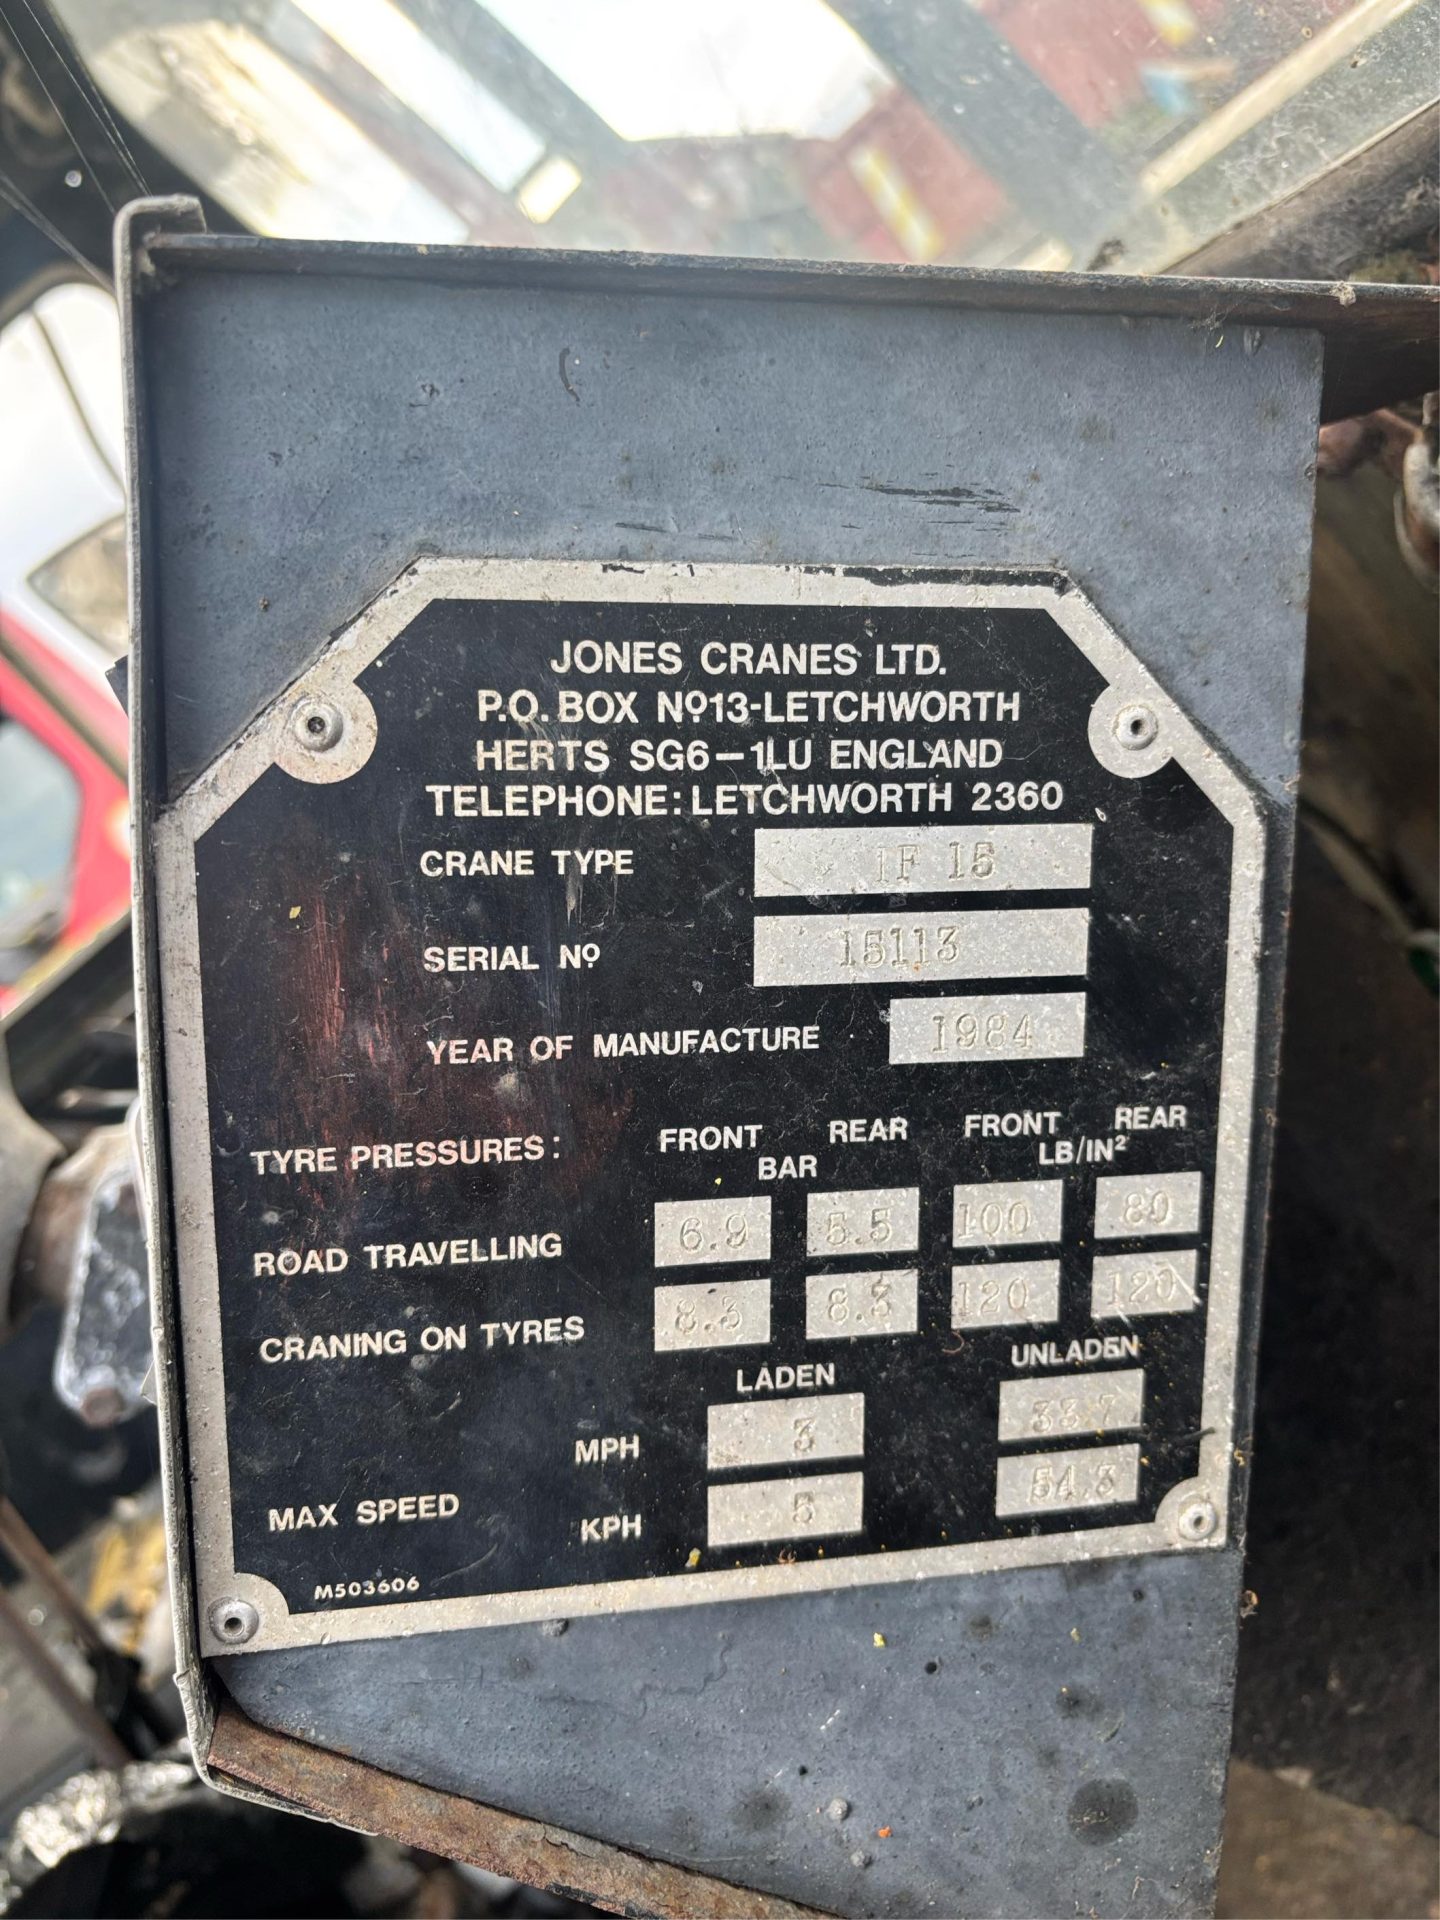 JONES CRANES LTD.
P.O. BOX Nº13-LETCHWORTH
HERTS SG6-1LU ENGLAND
TELEPHONE: LETCHWORTH 2360
CRANE TYPE IF 15
SERIAL Nº 15113
YEAR OF MANUFACTURE 1984
TYRE PRESSURES: FRONT REAR FRONT REAR
BAR LB/IN²
ROAD TRAVELLING 6.9 5.5 100 80
CRANING ON TYRES 8.3 8.3 120 120
LADEN UNLADEN
MPH 3 33.7
MAX SPEED KPH 5 54.3
M503606